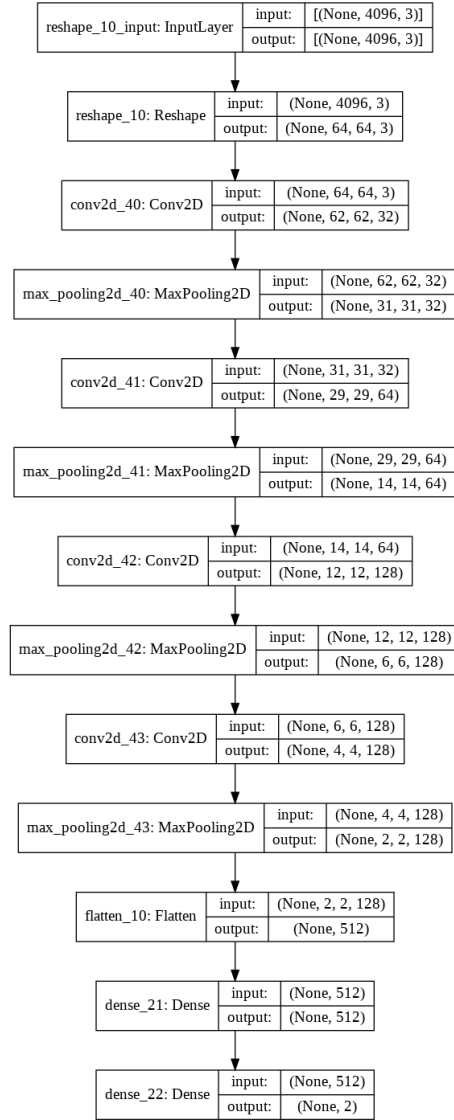 reshape_10_input: InputLayer input: [(None, 4096, 3)]
output: [(None, 4096, 3)]
reshape_10: Reshape input: (None, 4096, 3)
output: (None, 64, 64, 3)
conv2d_40: Conv2D input: (None, 64, 64, 3)
output: (None, 62, 62, 32)
max_pooling2d_40: MaxPooling2D input: (None, 62, 62, 32)
output: (None, 31, 31, 32)
conv2d_41: Conv2D input: (None, 31, 31, 32)
output: (None, 29, 29, 64)
max_pooling2d_41: MaxPooling2D input: (None, 29, 29, 64)
output: (None, 14, 14, 64)
conv2d_42: Conv2D input: (None, 14, 14, 64)
output: (None, 12, 12, 128)
max_pooling2d_42: MaxPooling2D input: (None, 12, 12, 128)
output: (None, 6, 6, 128)
conv2d_43: Conv2D input: (None, 6, 6, 128)
output: (None, 4, 4, 128)
max_pooling2d_43: MaxPooling2D input: (None, 4, 4, 128)
output: (None, 2, 2, 128)
flatten_10: Flatten input: (None, 2, 2, 128)
output: (None, 512)
dense_21: Dense input: (None, 512)
output: (None, 512)
dense_22: Dense input: (None, 512)
output: (None, 2)